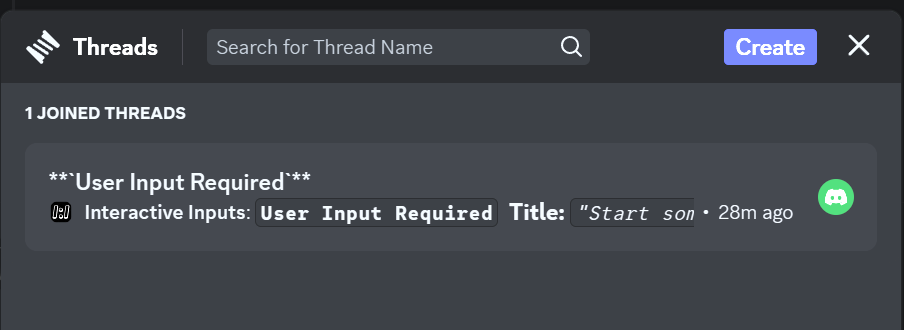 Threads
Search for Thread Name
Create
1 JOINED THREADS
**`User Input Required`**
Interactive Inputs: User Input Required Title: "Start som • 28m ago